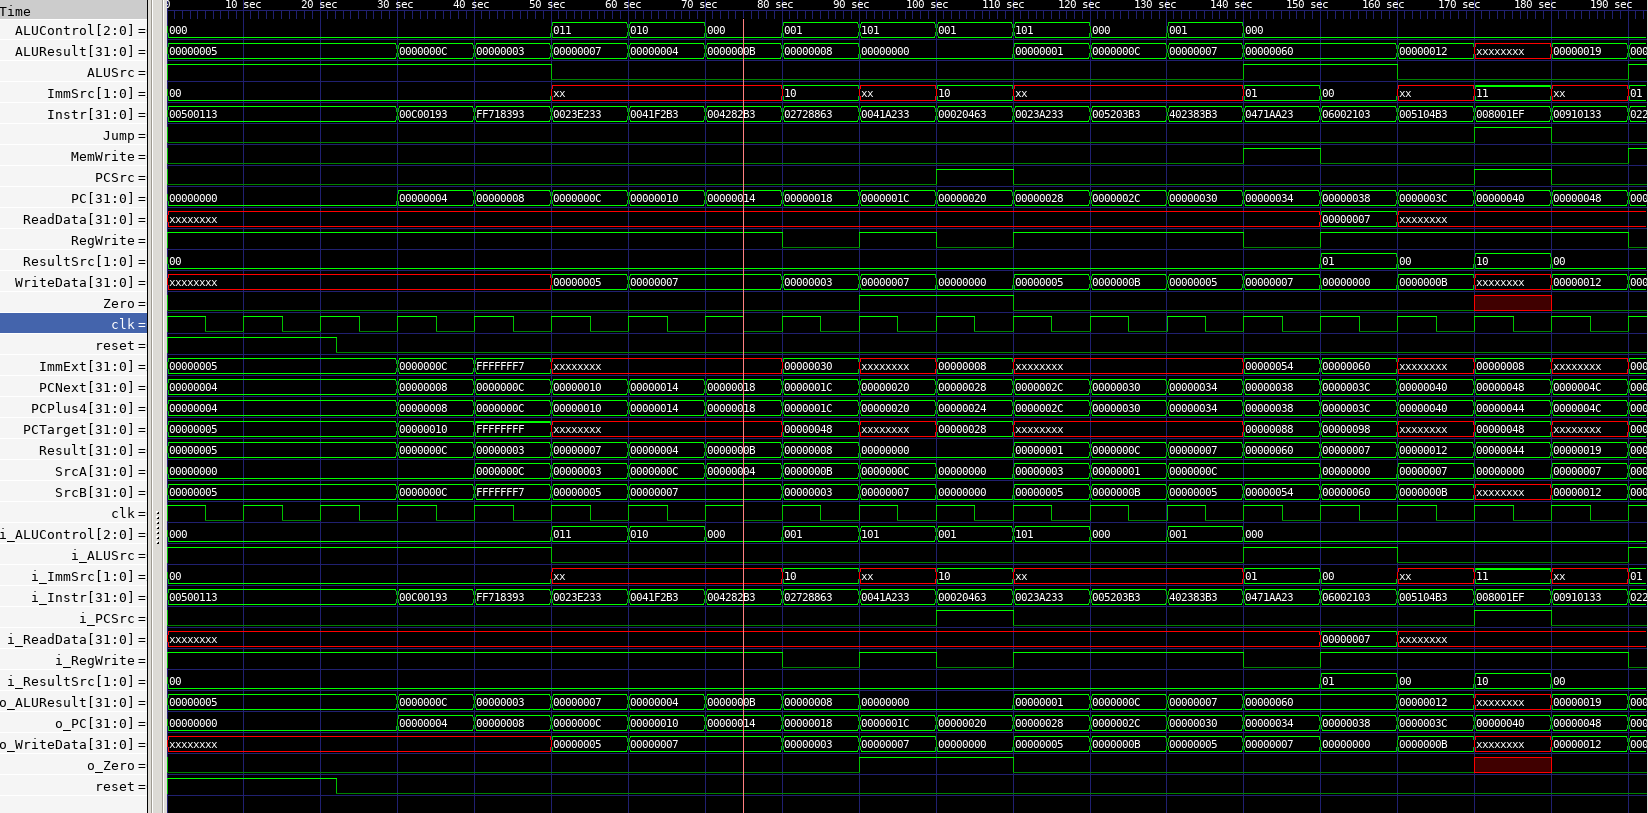 Time 0 10 sec 20 sec 30 sec 40 sec 50 sec 60 sec 70 sec 80 sec 90 sec 100 sec 110 sec 120 sec 130 sec 140 sec 150 sec 160 sec 170 sec 180 sec 190 sec
ALUControl[2:0] = 000 011 010 000 001 101 001 101 000 001 000
ALUResult[31:0] = 00000005 0000000C 00000003 00000007 00000004 0000000B 00000008 00000000 00000001 0000000C 00000007 00000060 00000012 xxxxxxxx 00000019 000
ALUSrc =
ImmSrc[1:0] = 00 xx 10 xx 10 xx 01 00 xx 11 xx 01
Instr[31:0] = 00500113 00C00193 FF718393 0023E233 0041F2B3 004282B3 02728863 0041A233 00020463 0023A233 005203B3 402383B3 0471AA23 06002103 005104B3 008001EF 00910133 022
Jump =
MemWrite =
PCSrc =
PC[31:0] = 00000000 00000004 00000008 0000000C 00000010 00000014 00000018 0000001C 00000020 00000028 0000002C 00000030 00000034 00000038 0000003C 00000040 00000048 000
ReadData[31:0] = xxxxxxxx 00000007 xxxxxxxx
RegWrite =
ResultSrc[1:0] = 00 01 00 10 00
WriteData[31:0] = xxxxxxxx 00000005 00000007 00000003 00000007 00000000 00000005 0000000B 00000005 00000007 00000000 0000000B xxxxxxxx 00000012 000
Zero =
clk =
reset =
ImmExt[31:0] = 00000005 0000000C FFFFFFF7 xxxxxxxx 00000030 xxxxxxxx 00000008 xxxxxxxx 00000054 00000060 xxxxxxxx 00000008 xxxxxxxx 000
PCNext[31:0] = 00000004 00000008 0000000C 00000010 00000014 00000018 0000001C 00000020 00000028 0000002C 00000030 00000034 00000038 0000003C 00000040 00000048 0000004C 000
PCPlus4[31:0] = 00000004 00000008 0000000C 00000010 00000014 00000018 0000001C 00000020 00000024 0000002C 00000030 00000034 00000038 0000003C 00000040 00000044 0000004C 000
PCTarget[31:0] = 00000005 00000010 FFFFFFFF xxxxxxxx 00000048 xxxxxxxx 00000028 xxxxxxxx 00000088 00000098 xxxxxxxx 00000048 xxxxxxxx 000
Result[31:0] = 00000005 0000000C 00000003 00000007 00000004 0000000B 00000008 00000000 00000001 0000000C 00000007 00000060 00000007 00000012 00000044 00000019 000
SrcA[31:0] = 00000000 0000000C 00000003 0000000C 00000004 0000000B 0000000C 00000000 00000003 00000001 0000000C 00000000 00000007 00000000 00000007 000
SrcB[31:0] = 00000005 0000000C FFFFFFF7 00000005 00000007 00000003 00000007 00000000 00000005 0000000B 00000005 00000054 00000060 0000000B xxxxxxxx 00000012 000
clk =
i_ALUControl[2:0] = 000 011 010 000 001 101 001 101 000 001 000
i_ALUSrc =
i_ImmSrc[1:0] = 00 xx 10 xx 10 xx 01 00 xx 11 xx 01
i_Instr[31:0] = 00500113 00C00193 FF718393 0023E233 0041F2B3 004282B3 02728863 0041A233 00020463 0023A233 005203B3 402383B3 0471AA23 06002103 005104B3 008001EF 00910133 022
i_PCSrc =
i_ReadData[31:0] = xxxxxxxx 00000007 xxxxxxxx
i_RegWrite =
i_ResultSrc[1:0] = 00 01 00 10 00
o_ALUResult[31:0] = 00000005 0000000C 00000003 00000007 00000004 0000000B 00000008 00000000 00000001 0000000C 00000007 00000060 00000012 xxxxxxxx 00000019 000
o_PC[31:0] = 00000000 00000004 00000008 0000000C 00000010 00000014 00000018 0000001C 00000020 00000028 0000002C 00000030 00000034 00000038 0000003C 00000040 00000048 000
o_WriteData[31:0] = xxxxxxxx 00000005 00000007 00000003 00000007 00000000 00000005 0000000B 00000005 00000007 00000000 0000000B xxxxxxxx 00000012 000
o_Zero =
reset =